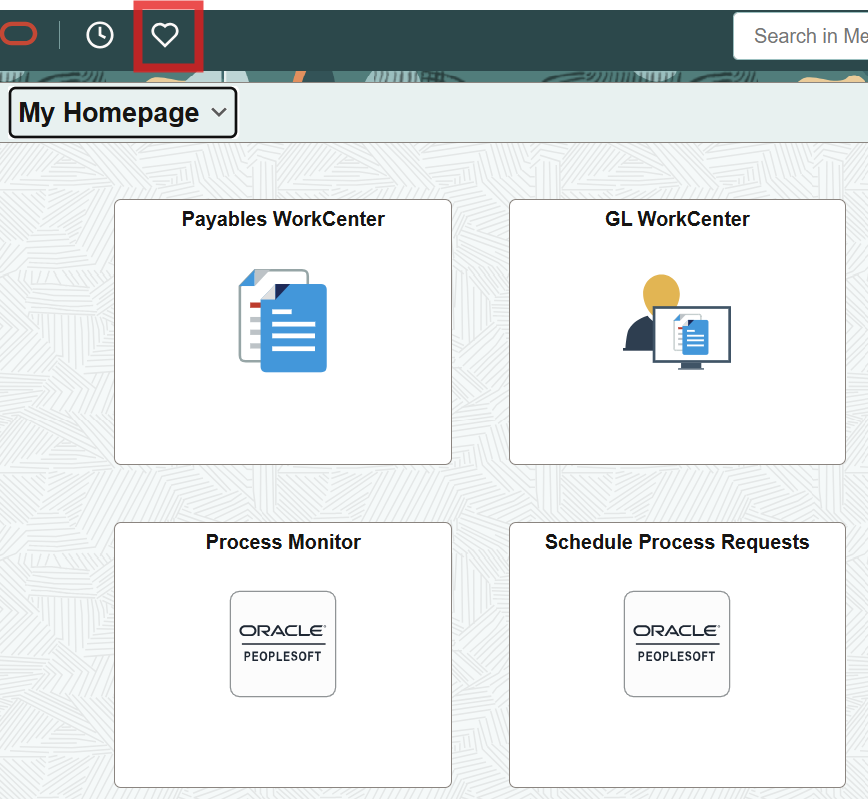 Search in Me
My Homepage
Payables WorkCenter
GL WorkCenter
Process Monitor
Schedule Process Requests
ORACLE
PEOPLESOFT
ORACLE
PEOPLESOFT